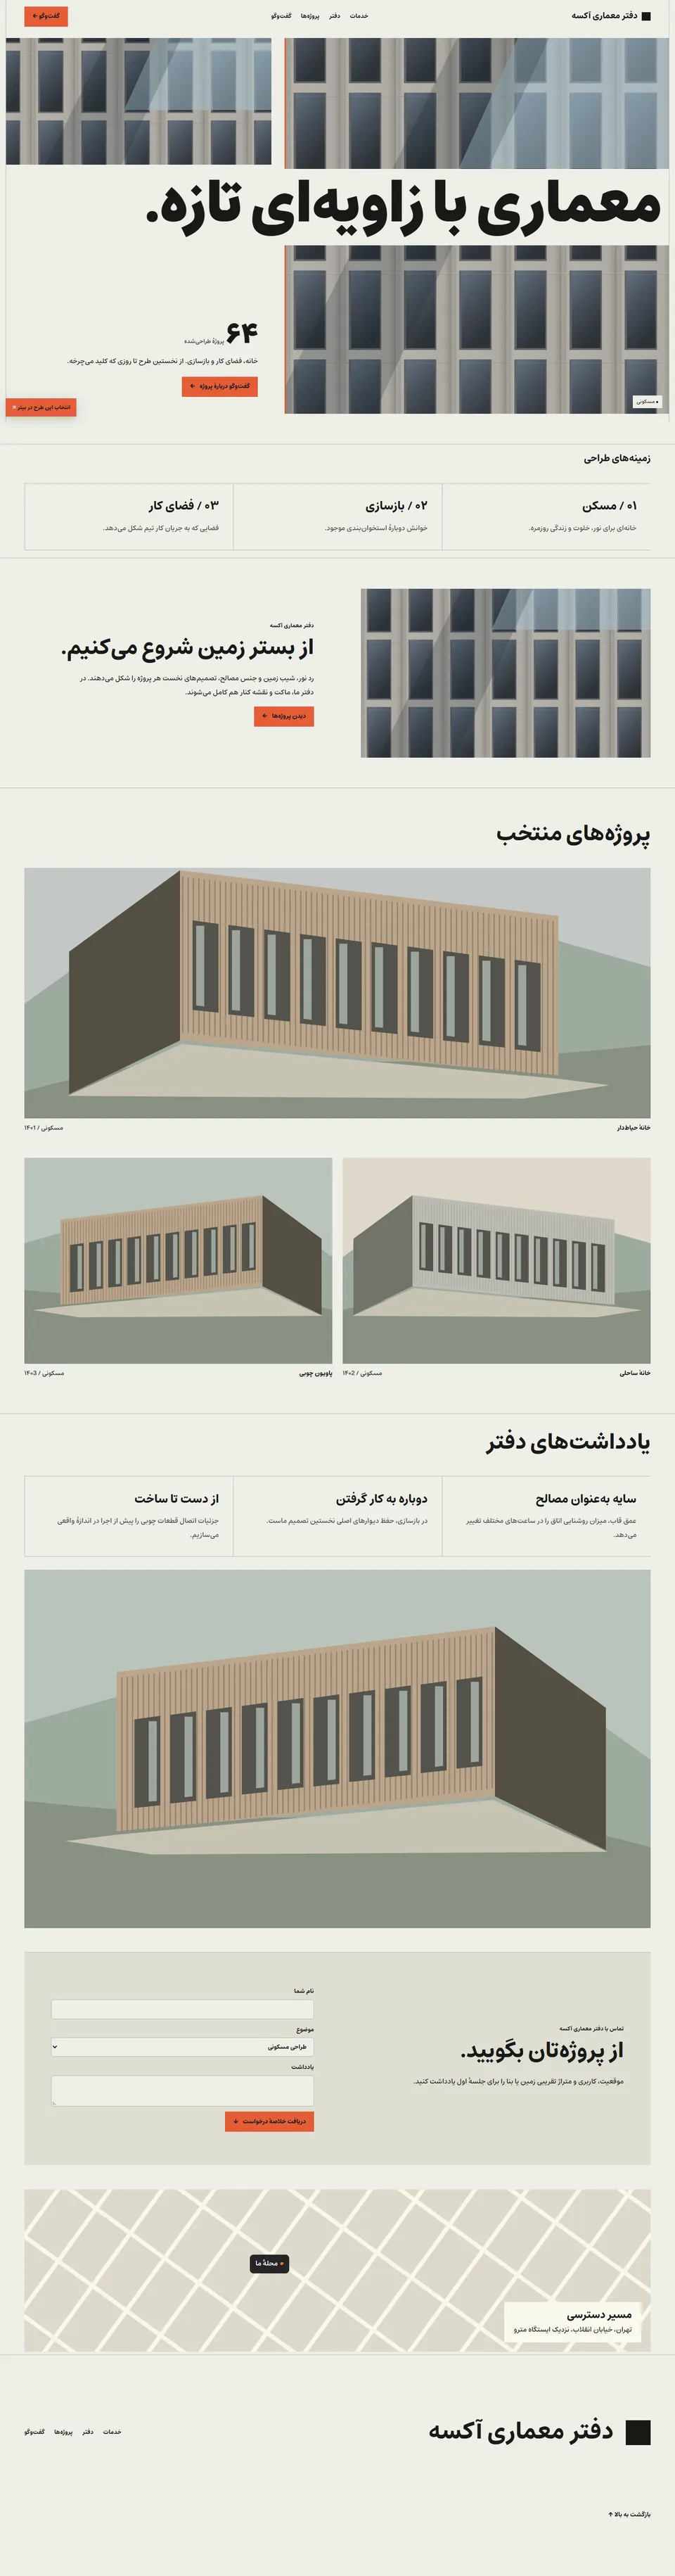 دفتر معماری آکسه
خدمات
دفتر
پروژه‌ها
گفت‌وگو
گفت‌وگو ←
معماری با زاویه‌ای تازه.
۶۴ پروژهٔ طراحی‌شده
خانه، فضای کار و بازسازی. از نخستین طرح تا روزی که کلید می‌چرخد.
گفت‌وگو دربارهٔ پروژه ←
مسکونی
انتخاب این طرح در بیتر
زمینه‌های طراحی
۰۱ / مسکن
خانه‌ای برای نور، خلوت و زندگی روزمره.
۰۲ / بازسازی
خوانش دوبارهٔ استخوان‌بندی موجود.
۰۳ / فضای کار
فضایی که به جریان کار تیم شکل می‌دهد.
دفتر معماری آکسه
از بستر زمین شروع می‌کنیم.
رد نور، شیب زمین و جنس مصالح، تصمیم‌های نخست هر پروژه را شکل می‌دهند. در
دفتر ما، ماکت و نقشه کنار هم کامل می‌شوند.
دیدن پروژه‌ها ←
پروژه‌های منتخب
خانهٔ حیاط‌دار
مسکونی / ۱۴۰۱
خانهٔ ساحلی
مسکونی / ۱۴۰۲
پاویون چوبی
مسکونی / ۱۴۰۳
یادداشت‌های دفتر
سایه به‌عنوان مصالح
عمق قاب، میزان روشنایی اتاق را در ساعت‌های مختلف تغییر
می‌دهد.
دوباره به کار گرفتن
در بازسازی، حفظ دیوارهای اصلی نخستین تصمیم ماست.
از دست تا ساخت
جزئیات اتصال قطعات چوبی را پیش از اجرا در اندازهٔ واقعی
می‌سازیم.
تماس با دفتر معماری آکسه
از پروژه‌تان بگویید.
موقعیت، کاربری و متراژ تقریبی زمین یا بنا را برای جلسهٔ اول یادداشت کنید.
نام شما
موضوع
طراحی مسکونی
یادداشت
دریافت خلاصهٔ درخواست ↓
محلهٔ ما
مسیر دسترسی
تهران، خیابان انقلاب، نزدیک ایستگاه مترو
دفتر معماری آکسه
خدمات
دفتر
پروژه‌ها
گفت‌وگو
بازگشت به بالا ↑